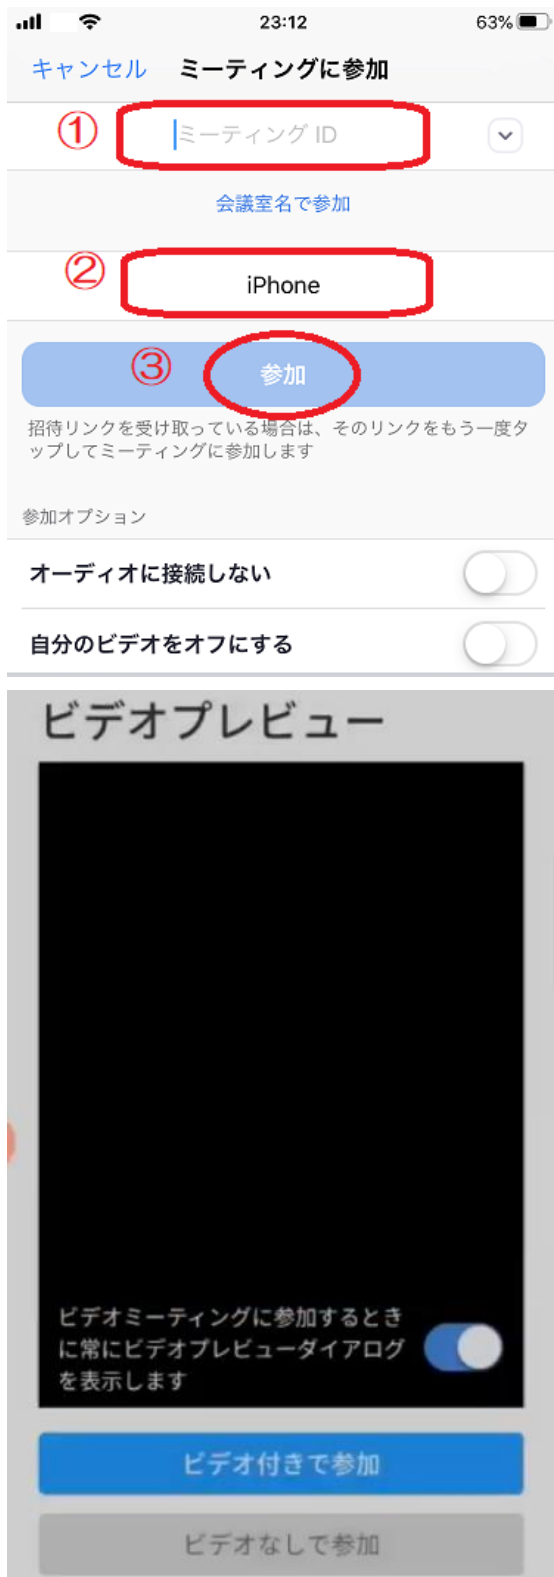 23:12
63%
キャンセル ミーティングに参加
① ミーティング ID
会議室名で参加
② iPhone
③ 参加
招待リンクを受け取っている場合は、そのリンクをもう一度タ
ップしてミーティングに参加します
参加オプション
オーディオに接続しない
自分のビデオをオフにする
ビデオプレビュー
ビデオミーティングに参加するとき
に常にビデオプレビューダイアログ
を表示します
ビデオ付きで参加
ビデオなしで参加